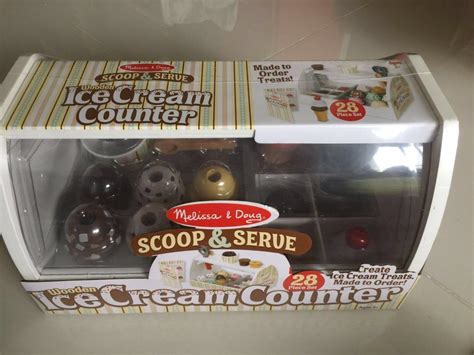 Melissa & Doug
SCOOP & SERVE
Wooden
Ice Cream
Counter
Made to
Order
Treats!
28
Piece Set
Melissa & Doug
SCOOP & SERVE
Wooden
Ice Cream Counter
28
Piece Set
Create
Ice Cream Treats,
Made to Order!